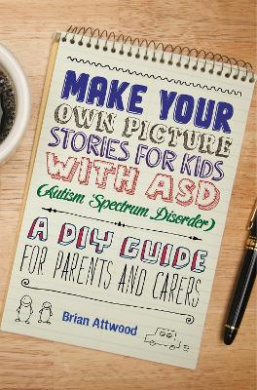 MAKE YOUR
OWN PICTURE
STORIES FOR KIDS
WITH ASD
(Autism Spectrum Disorder)
A DIY GUIDE
FOR PARENTS AND CARERS
Brian Attwood